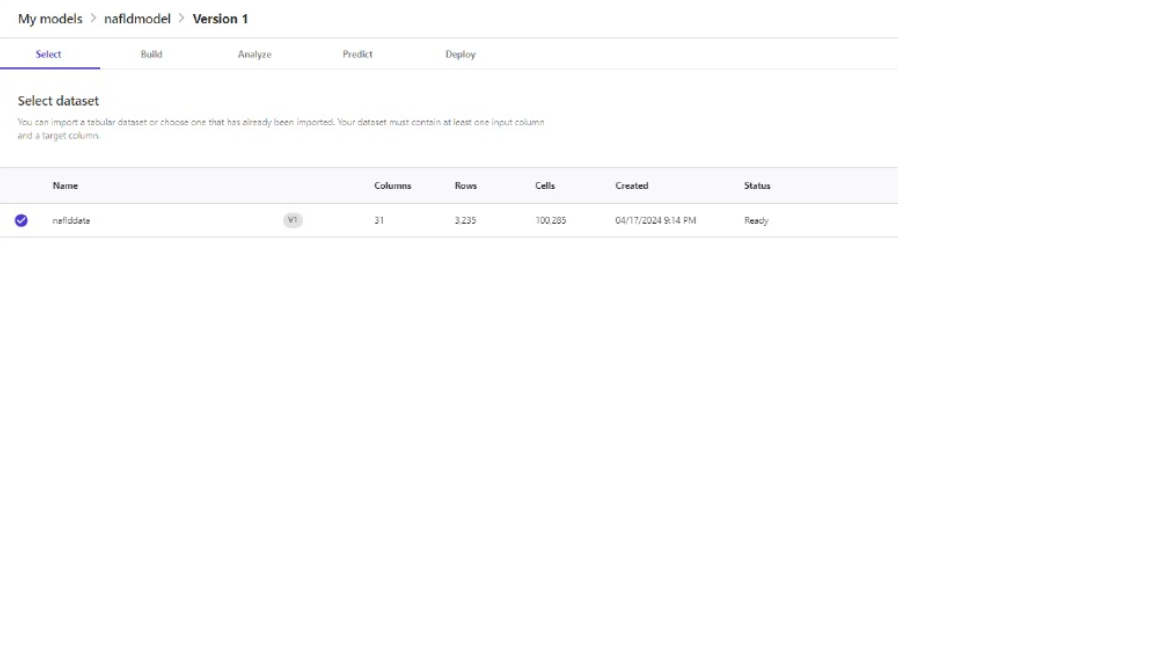 My models > nafldmodel > Version 1
Select Build Analyze Predict Deploy
Select dataset
You can import a tabular dataset or choose one that has already been imported. Your dataset must contain at least one input column
and a target column.
Name Columns Rows Cells Created Status
naflddata V1 31 3,235 100,285 04/17/2024 9:14 PM Ready